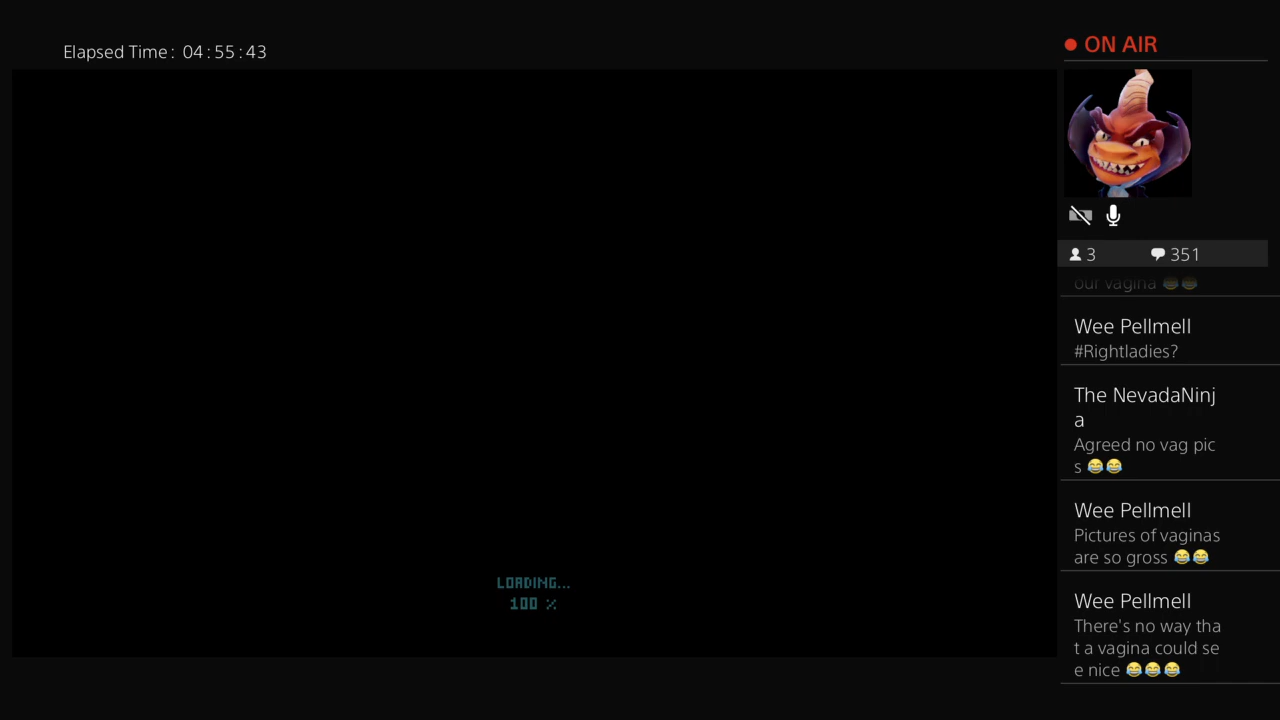 Elapsed Time: 04:55:43
ON AIR
3 351
our vagina 😂😂
Wee Pellmell
#Rightladies?
The NevadaNinj
a
Agreed no vag pic
s 😂😂
Wee Pellmell
Pictures of vaginas
are so gross 😂😂
Wee Pellmell
There's no way tha
t a vagina could se
e nice 😂😂😂
LOADING...
100 %